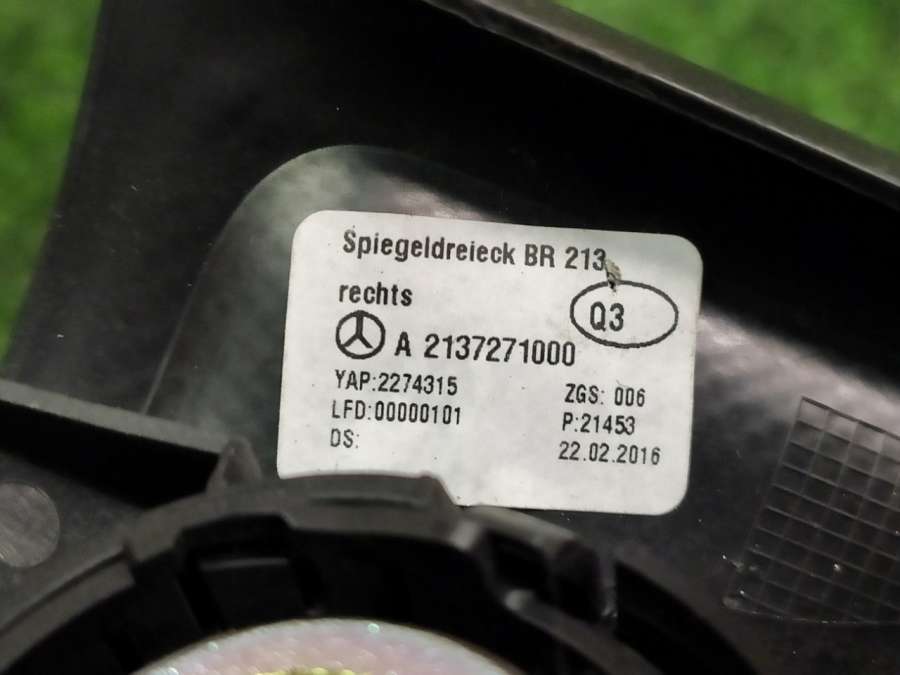 Spiegeldreieck BR 213
rechts
Q3
A 2137271000
YAP:2274315
ZGS: 006
LFD:00000101
P:21453
DS:
22.02.2016